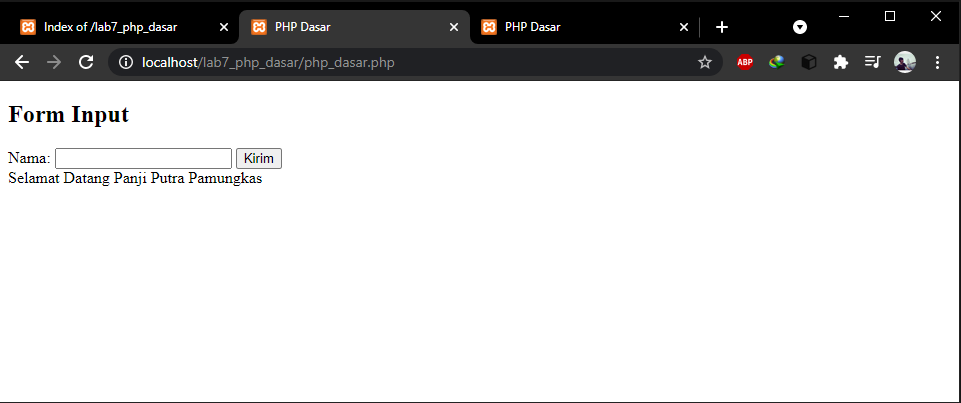 Index of /lab7_php_dasar
PHP Dasar
PHP Dasar
localhost/lab7_php_dasar/php_dasar.php
ABP
Form Input
Nama: Kirim
Selamat Datang Panji Putra Pamungkas